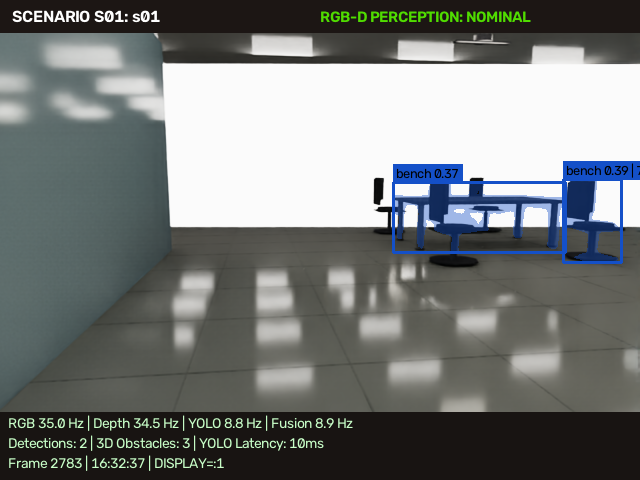 SCENARIO S01: s01
RGB-D PERCEPTION: NOMINAL
bench 0.37
bench 0.39 | 7
RGB 35.0 Hz | Depth 34.5 Hz | YOLO 8.8 Hz | Fusion 8.9 Hz
Detections: 2 | 3D Obstacles: 3 | YOLO Latency: 10ms
Frame 2783 | 16:32:37 | DISPLAY=:1